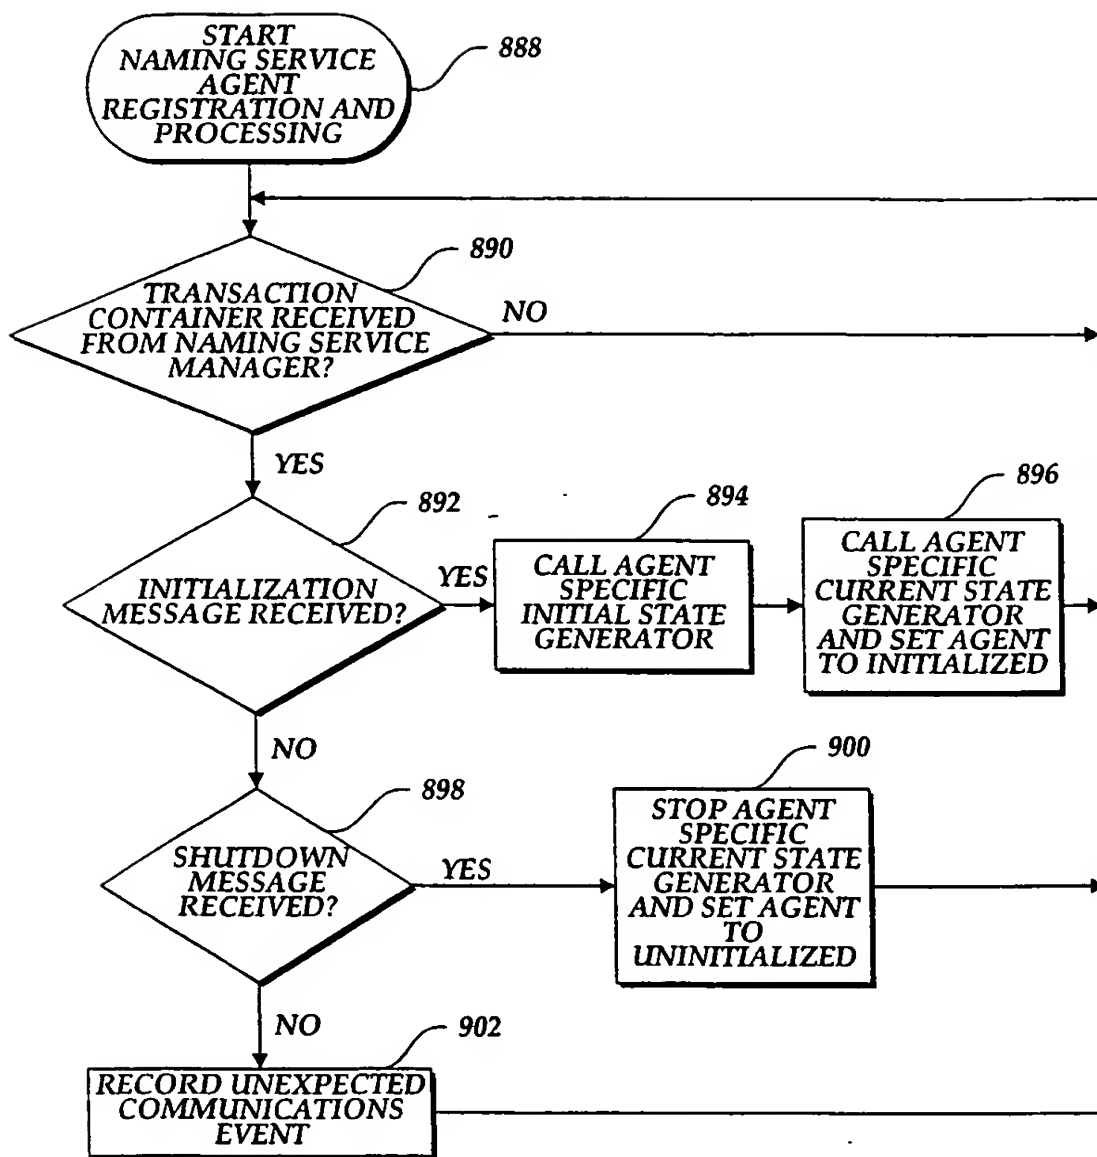 START
NAMING SERVICE
AGENT
REGISTRATION AND
PROCESSING
888
890
TRANSACTION
CONTAINER RECEIVED
FROM NAMING SERVICE
MANAGER?
NO
YES
892
INITIALIZATION
MESSAGE RECEIVED?
YES
894
CALL AGENT
SPECIFIC
INITIAL STATE
GENERATOR
896
CALL AGENT
SPECIFIC
CURRENT STATE
GENERATOR
AND SET AGENT
TO INITIALIZED
NO
898
SHUTDOWN
MESSAGE
RECEIVED?
YES
900
STOP AGENT
SPECIFIC
CURRENT STATE
GENERATOR
AND SET AGENT
TO
UNINITIALIZED
NO
902
RECORD UNEXPECTED
COMMUNICATIONS
EVENT